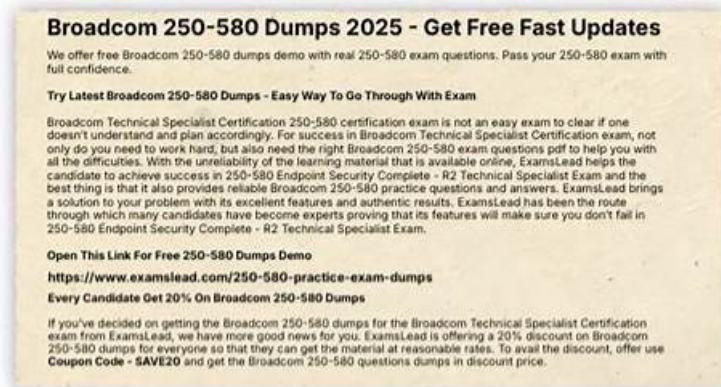 Broadcom 250-580 Dumps 2025 - Get Free Fast Updates
We offer free Broadcom 250-580 dumps demo with real 250-580 exam questions. Pass your 250-580 exam with
full confidence.
Try Latest Broadcom 250-580 Dumps - Easy Way To Go Through With Exam
Broadcom Technical Specialist Certification 250-580 certification exam is not an easy exam to clear if one
doesn't understand and plan accordingly. For success in Broadcom Technical Specialist Certification exam, not
only do you need to work hard, but also need the right Broadcom 250-580 exam questions pdf to help you with
all the difficulties. With the unreliability of the learning material that is available online, ExamsLead helps the
candidate to achieve success in 250-580 Endpoint Security Complete - R2 Technical Specialist Exam and the
best thing is that it also provides reliable Broadcom 250-580 practice questions and answers. ExamsLead brings
a solution to your problem with its excellent features and authentic results. ExamsLead has been the route
through which many candidates have become experts proving that its features will make sure you don't fail in
250-580 Endpoint Security Complete - R2 Technical Specialist Exam.
Open This Link For Free 250-580 Dumps Demo
https://www.examslead.com/250-580-practice-exam-dumps
Every Candidate Get 20% On Broadcom 250-580 Dumps
If you've decided on getting the Broadcom 250-580 dumps for the Broadcom Technical Specialist Certification
exam from ExamsLead, we have more good news for you. ExamsLead is offering a 20% discount on Broadcom
250-580 dumps for everyone so that they can get the material at reasonable rates. To avail the discount, offer use
Coupon Code - SAVE20 and get the Broadcom 250-580 questions dumps in discount price.